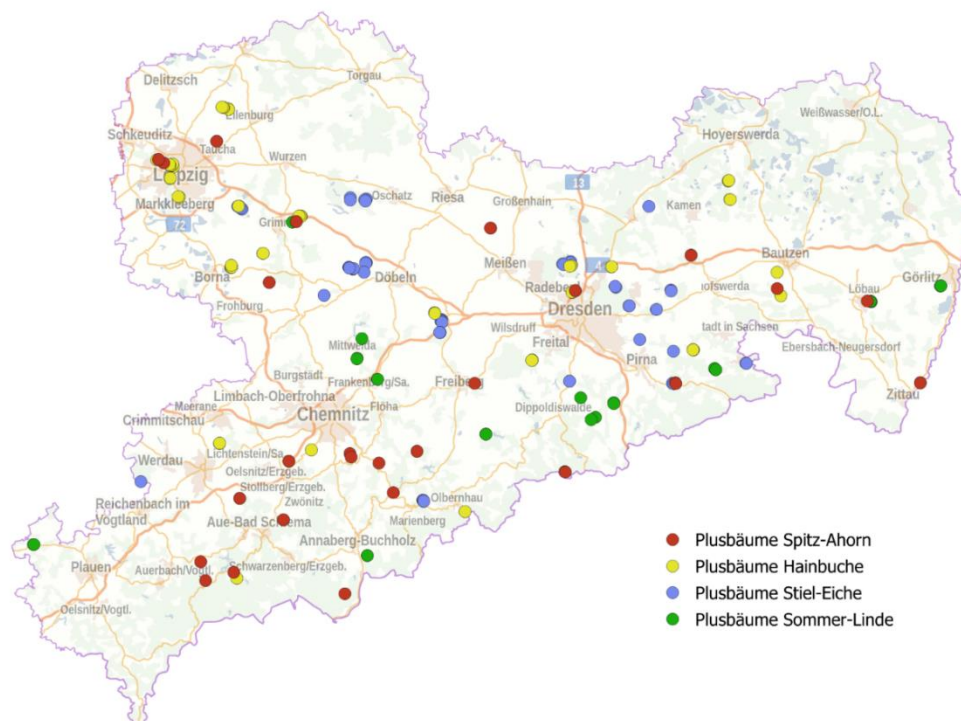 Delitzsch
Torgau
Eilenburg
Weißwasser/O.L.
Schkeuditz
Hoyerswerda
Taucha
Wurzen
Leipzig
Oschatz
Riesa
Großenhain
13
Kamen
Markkleeberg
Grimma
72
Meißen
4
Bautzen
Borna
Döbeln
Radebeul
Görlitz
Löbau
Frohburg
Dresden
Wilsdruff
Freital
Mittweida
Pirna
Ebersbach-Neugersdorf
Burgstädt
Frankenberg/Sa.
Freiberg
Limbach-Oberfrohna
Zittau
Meerane
Chemnitz
Flöha
Dippoldiswalde
Crimmitschau
Lichtenstein/Sa.
Werdau
Oelsnitz/Erzgeb.
Stollberg/Erzgeb.
Zwönitz
Olbernhau
Reichenbach im
Vogtland
Marienberg
Aue-Bad Schlema
Annaberg-Buchholz
Plauen
Auerbach/Vogtl.
Schwarzenberg/Erzgeb.
Oelsnitz/Vogtl.
Plusbäume Spitz-Ahorn
Plusbäume Hainbuche
Plusbäume Stiel-Eiche
Plusbäume Sommer-Linde